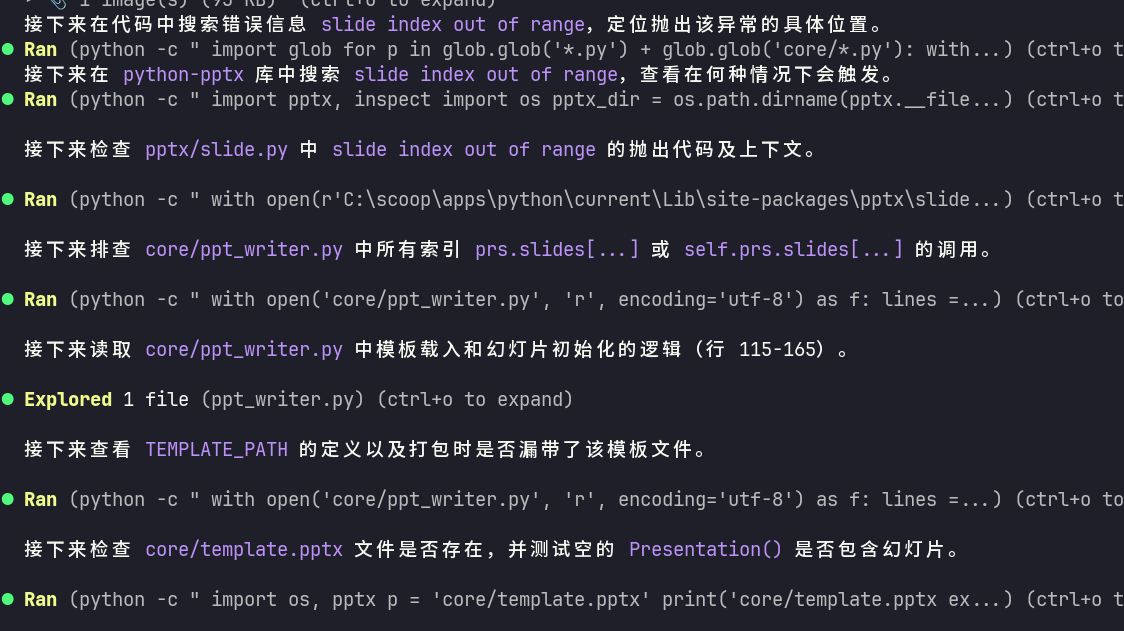 1 image(s) (93 KB) (ctrl+o to expand)
接下来在代码中搜索错误信息 slide index out of range，定位抛出该异常的具体位置。
Ran (python -c " import glob for p in glob.glob('*.py') + glob.glob('core/*.py'): with...) (ctrl+o t
接下来在 python-pptx 库中搜索 slide index out of range，查看在何种情况下会触发。
Ran (python -c " import pptx, inspect import os pptx_dir = os.path.dirname(pptx.__file...) (ctrl+o t
接下来检查 pptx/slide.py 中 slide index out of range 的抛出代码及上下文。
Ran (python -c " with open(r'C:\scoop\apps\python\current\Lib\site-packages\pptx\slide...) (ctrl+o t
接下来排查 core/ppt_writer.py 中所有索引 prs.slides[...] 或 self.prs.slides[...] 的调用。
Ran (python -c " with open('core/ppt_writer.py', 'r', encoding='utf-8') as f: lines =...) (ctrl+o to
接下来读取 core/ppt_writer.py 中模板载入和幻灯片初始化的逻辑（行 115-165）。
Explored 1 file (ppt_writer.py) (ctrl+o to expand)
接下来查看 TEMPLATE_PATH 的定义以及打包时是否漏带了该模板文件。
Ran (python -c " with open('core/ppt_writer.py', 'r', encoding='utf-8') as f: lines =...) (ctrl+o to
接下来检查 core/template.pptx 文件是否存在，并测试空的 Presentation() 是否包含幻灯片。
Ran (python -c " import os, pptx p = 'core/template.pptx' print('core/template.pptx ex...) (ctrl+o t